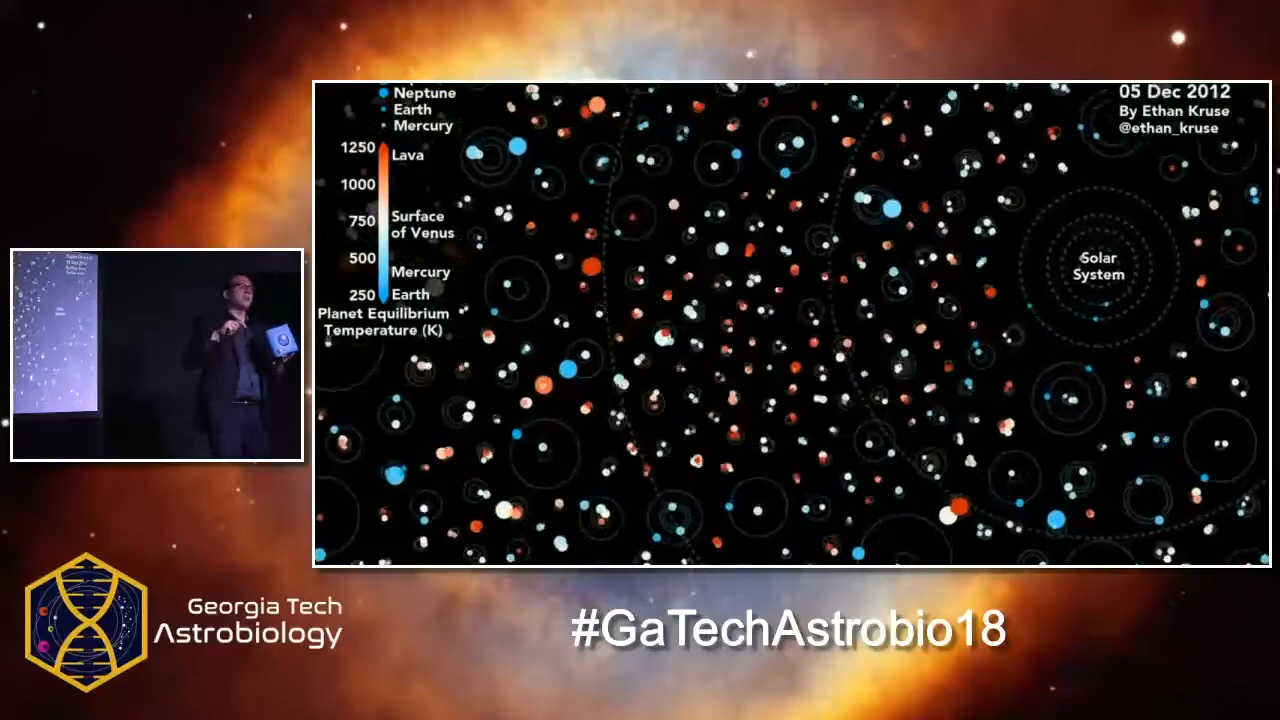 Neptune
Earth
Mercury
1250
Lava
1000
750
Surface
of Venus
500
Mercury
250
Earth
Planet Equilibrium
Temperature (K)
05 Dec 2012
By Ethan Kruse
@ethan_kruse
Solar
System
Georgia Tech
Astrobiology
#GaTechAstrobio18